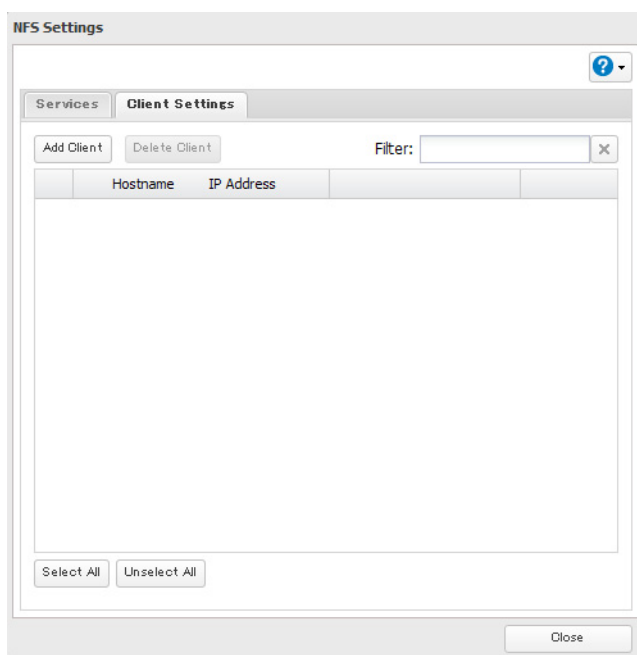 NFS Settings
?
Services Client Settings
Add Client Delete Client Filter:
Hostname IP Address
Select All Unselect All
Close